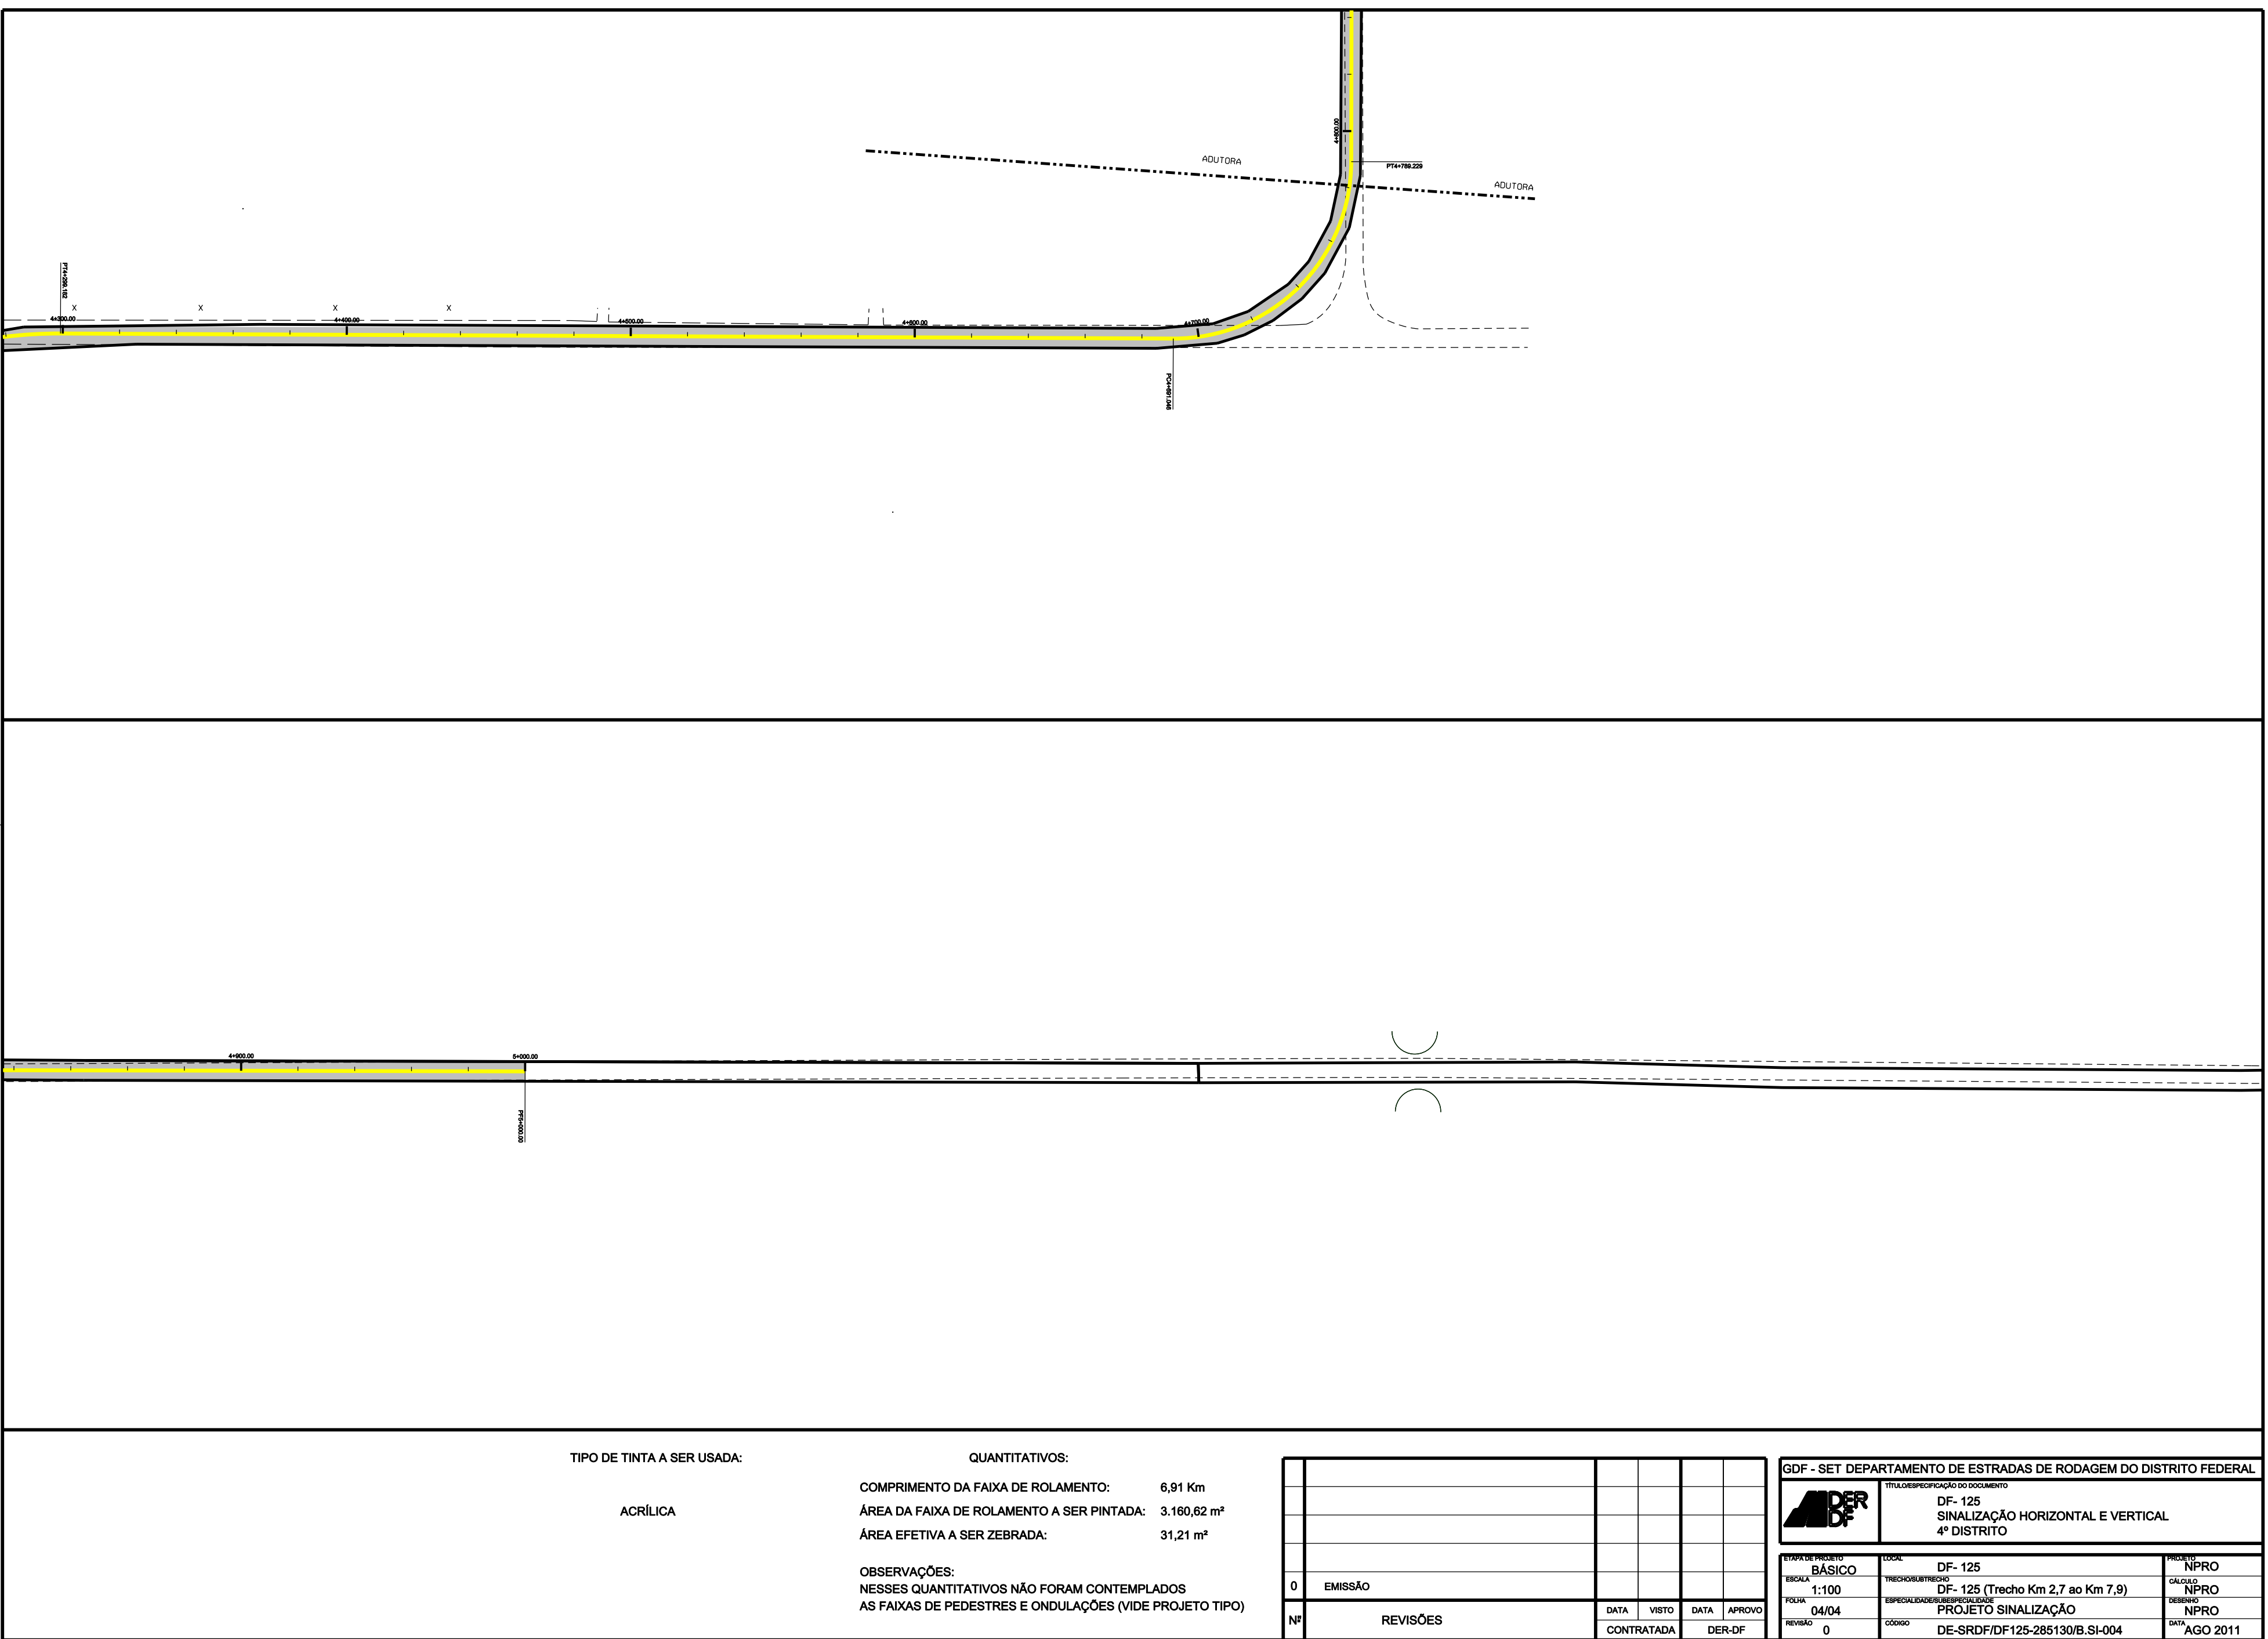 4+800.00
PT4+789.229
ADUTORA
ADUTORA
X
X
X
X
4+300.00
4+400.00
4+500.00
4+600.00
4+700.00
4+900.00
5+000.00
PF5+000.00
TIPO DE TINTA A SER USADA:
ACRÍLICA
QUANTITATIVOS:
COMPRIMENTO DA FAIXA DE ROLAMENTO: 6,91 Km
ÁREA DA FAIXA DE ROLAMENTO A SER PINTADA: 3.160,62 m²
ÁREA EFETIVA A SER ZEBRADA: 31,21 m²
OBSERVAÇÕES:
NESSES QUANTITATIVOS NÃO FORAM CONTEMPLADOS
AS FAIXAS DE PEDESTRES E ONDULAÇÕES (VIDE PROJETO TIPO)
0 EMISSÃO
Nº REVISÕES
DATA VISTO DATA APROVO
CONTRATADA DER-DF
GDF - SET DEPARTAMENTO DE ESTRADAS DE RODAGEM DO DISTRITO FEDERAL
DER
DF
TÍTULO/ESPECIFICAÇÃO DO DOCUMENTO
DF- 125
SINALIZAÇÃO HORIZONTAL E VERTICAL
4º DISTRITO
ETAPA DE PROJETO
BÁSICO
LOCAL
DF- 125
PROJETO
NPRO
ESCALA
1:100
TRECHO/SUBTRECHO
DF- 125 (Trecho Km 2,7 ao Km 7,9)
CÁLCULO
NPRO
FOLHA
04/04
ESPECIALIDADE/SUBESPECIALIDADE
PROJETO SINALIZAÇÃO
DESENHO
NPRO
REVISÃO
0
CÓDIGO
DE-SRDF/DF125-285130/B.SI-004
DATA
AGO 2011